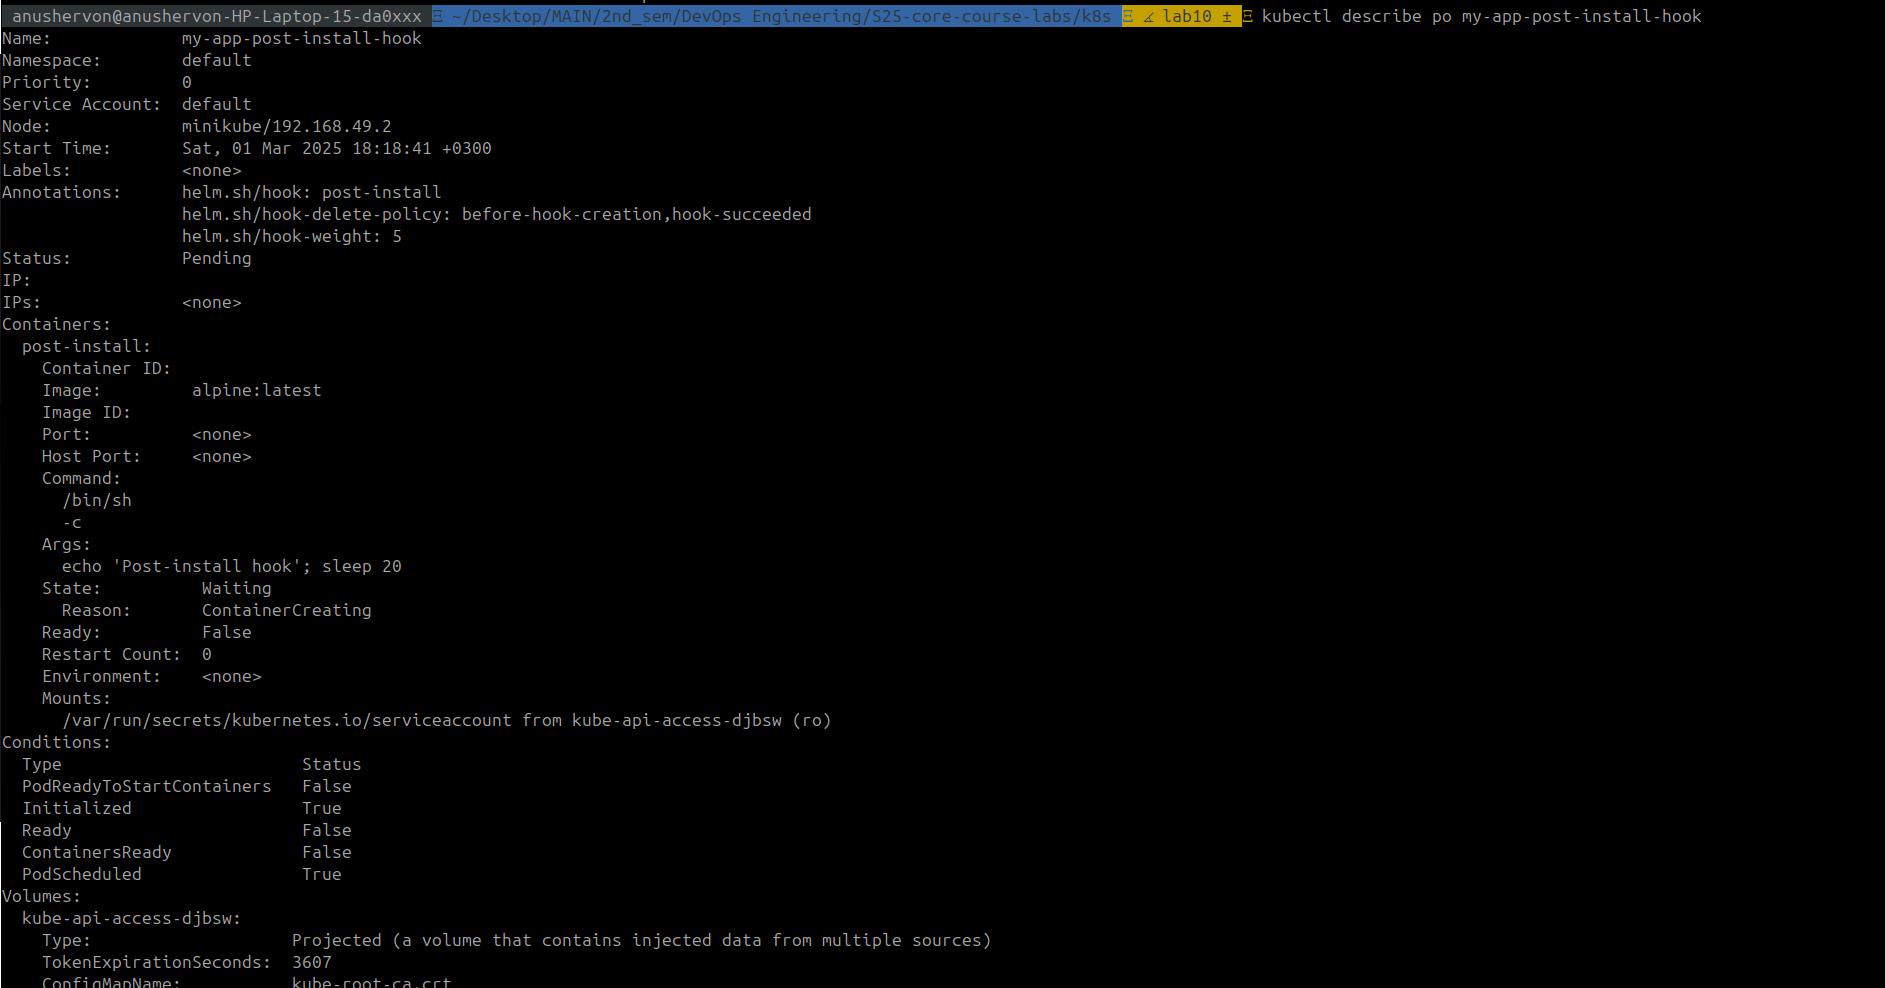 anushervon@anushervon-HP-Laptop-15-da0xxx Ξ ~/Desktop/MAIN/2nd_sem/DevOps Engineering/S25-core-course-labs/k8s Ξ ∡ lab10 ± Ξ kubectl describe po my-app-post-install-hook
Name:             my-app-post-install-hook
Namespace:        default
Priority:         0
Service Account:  default
Node:             minikube/192.168.49.2
Start Time:       Sat, 01 Mar 2025 18:18:41 +0300
Labels:           <none>
Annotations:      helm.sh/hook: post-install
                  helm.sh/hook-delete-policy: before-hook-creation,hook-succeeded
                  helm.sh/hook-weight: 5
Status:           Pending
IP:
IPs:              <none>
Containers:
  post-install:
    Container ID:
    Image:         alpine:latest
    Image ID:
    Port:          <none>
    Host Port:     <none>
    Command:
      /bin/sh
      -c
    Args:
      echo 'Post-install hook'; sleep 20
    State:          Waiting
      Reason:       ContainerCreating
    Ready:          False
    Restart Count:  0
    Environment:    <none>
    Mounts:
      /var/run/secrets/kubernetes.io/serviceaccount from kube-api-access-djbsw (ro)
Conditions:
  Type                        Status
  PodReadyToStartContainers   False
  Initialized                 True
  Ready                       False
  ContainersReady             False
  PodScheduled                True
Volumes:
  kube-api-access-djbsw:
    Type:                    Projected (a volume that contains injected data from multiple sources)
    TokenExpirationSeconds:  3607
    ConfigMapName:           kube-root-ca.crt